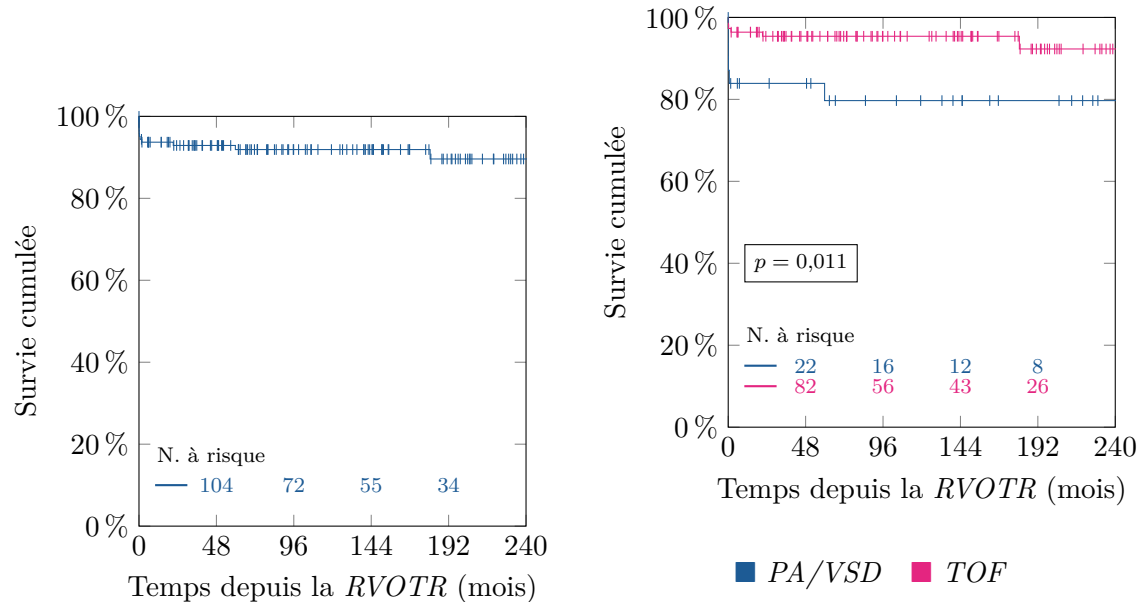 100 %
80 %
60 %
40 %
20 %
0 %
Survie cumulée
N. à risque
104 72 55 34
0 48 96 144 192 240
Temps depuis la RVOTR (mois)
100 %
80 %
60 %
40 %
20 %
0 %
Survie cumulée
p = 0,011
N. à risque
22 16 12 8
82 56 43 26
0 48 96 144 192 240
Temps depuis la RVOTR (mois)
PA/VSD TOF